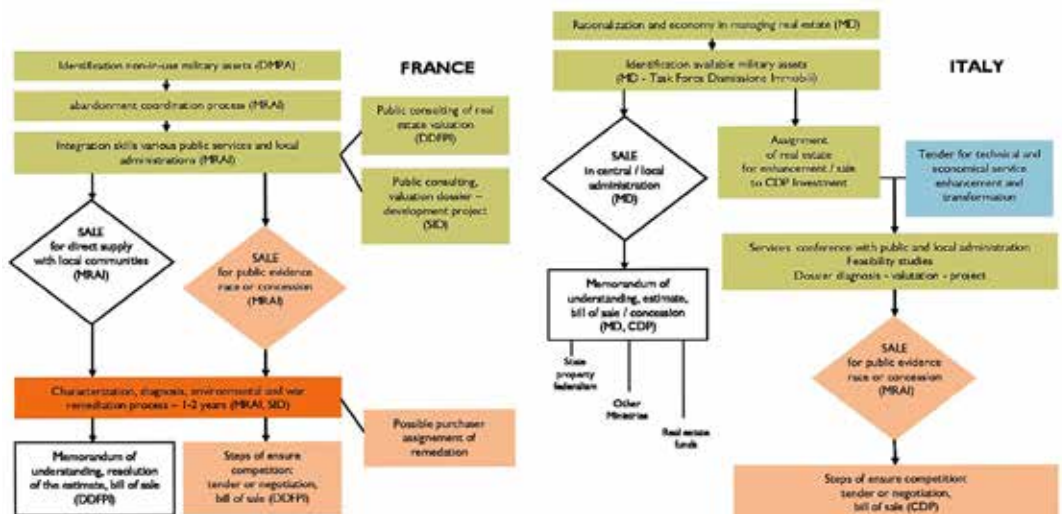 FRANCE
Identification non-in-use military assets (DMPA)
abandonment coordination process (MRAI)
Integration skills various public services and local
administrations (MRAI)
Public consulting of real
estate valuation
(DDFPI)
Public consulting,
valuation dossier –
development project
(SID)
SALE
for direct supply
with local communities
(MRAI)
SALE
for public evidence
race or concession
(MRAI)
Characterization, diagnosis, environmental and war
remediation process – 1-2 years (MRAI, SID)
Possible purchaser
assignement of
remedation
Memorandum of
understanding, resolution
of the estimate, bill of sale
(DDFPI)
Steps of ensure
competition:
tender or negotiation,
bill of sale (DDFPI)
ITALY
Rationalization and economy in managing real estate (MD)
Identification available military assets
(MD - Task Force Dismissione Immobili)
SALE
in central / local
administration
(MD)
Assignment
of real estate
for enhancement / sale
to CDP Investment
Tender for technical and
economical service
enhancement and
transformation
Services conference with public and local administration
Feasibility studies
Dossier diagnosis - valutation - project
Memorandum of
understanding, estimate,
bill of sale / concession
(MD, CDP)
State
property
federalism
Other
Ministries
Real estate
funds
SALE
for public evidence
race or concession
(MRAI)
Steps of ensure competition:
tender or negotiation,
bill of sale (CDP)